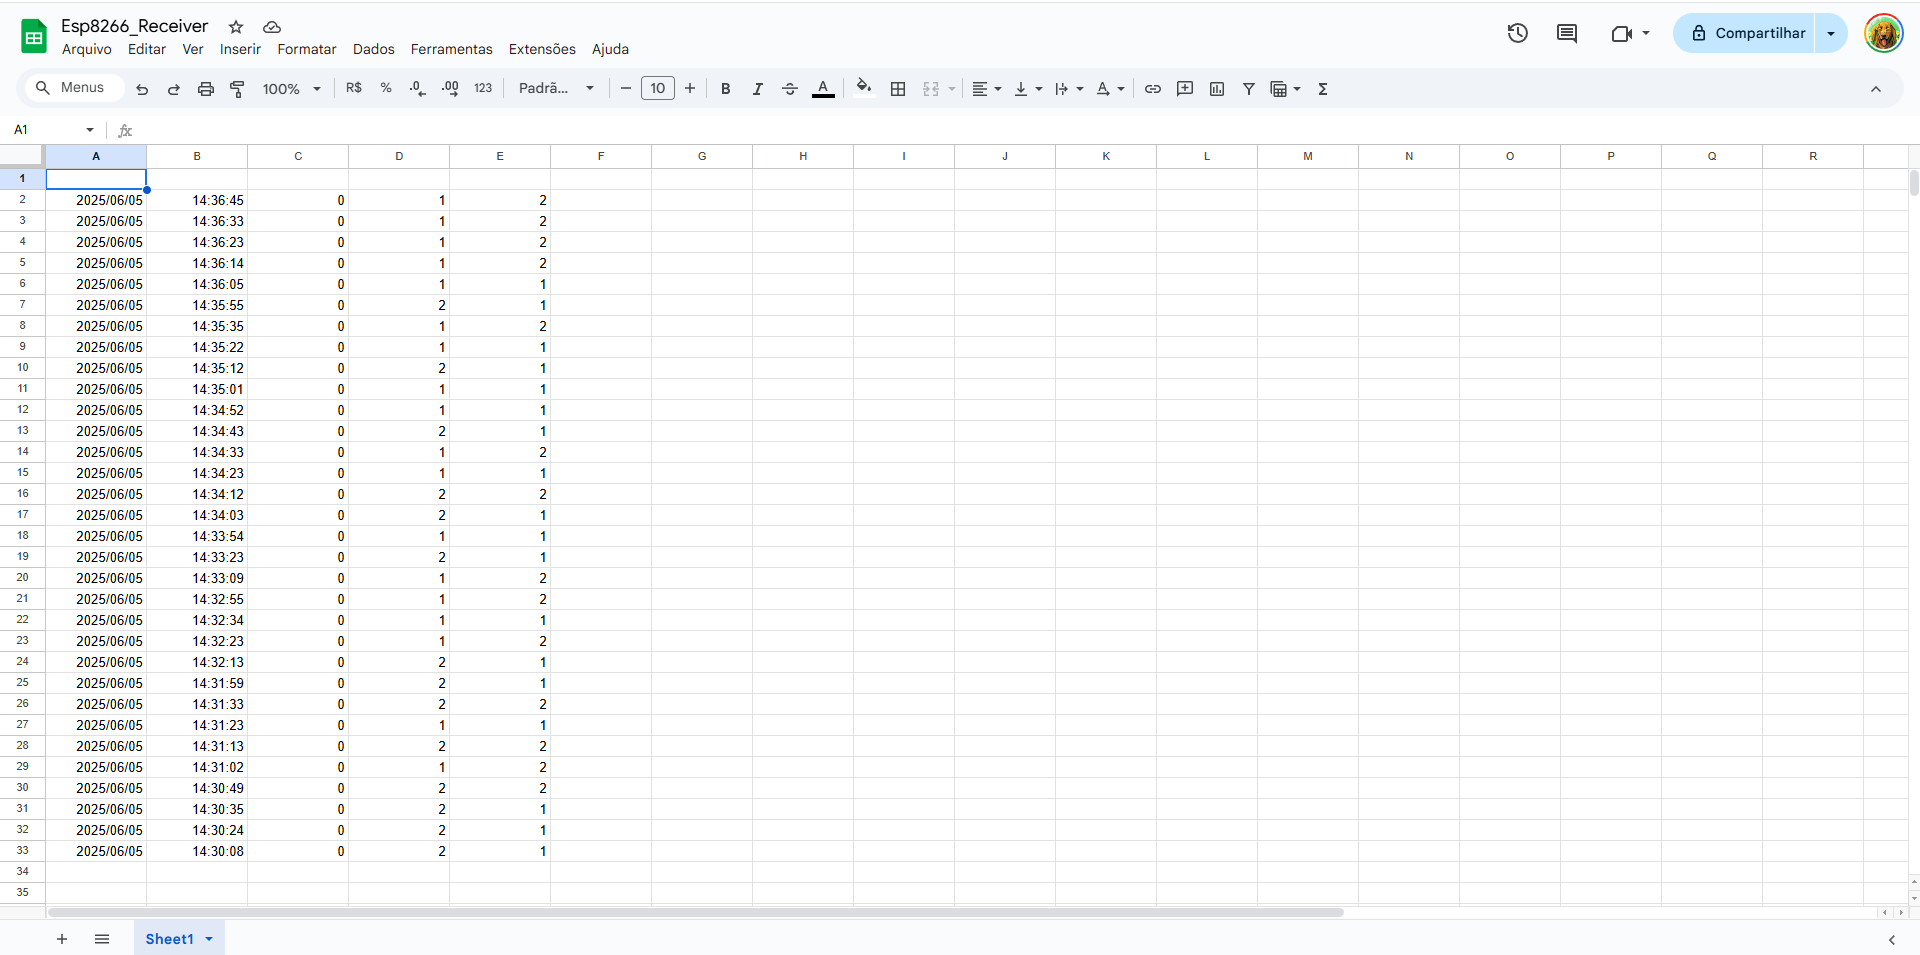 Esp8266_Receiver
Arquivo Editar Ver Inserir Formatar Dados Ferramentas Extensões Ajuda
Compartilhar
Menus 100% R$ % .0 .00 123 Padrã... − 10 + B I S A Σ
A1 fx
A B C D E F G H I J K L M N O P Q R
1
2 2025/06/05 14:36:45 0 1 2
3 2025/06/05 14:36:33 0 1 2
4 2025/06/05 14:36:23 0 1 2
5 2025/06/05 14:36:14 0 1 2
6 2025/06/05 14:36:05 0 1 1
7 2025/06/05 14:35:55 0 2 1
8 2025/06/05 14:35:35 0 1 2
9 2025/06/05 14:35:22 0 1 1
10 2025/06/05 14:35:12 0 2 1
11 2025/06/05 14:35:01 0 1 1
12 2025/06/05 14:34:52 0 1 1
13 2025/06/05 14:34:43 0 2 1
14 2025/06/05 14:34:33 0 1 2
15 2025/06/05 14:34:23 0 1 1
16 2025/06/05 14:34:12 0 2 2
17 2025/06/05 14:34:03 0 2 1
18 2025/06/05 14:33:54 0 1 1
19 2025/06/05 14:33:23 0 2 1
20 2025/06/05 14:33:09 0 1 2
21 2025/06/05 14:32:55 0 1 2
22 2025/06/05 14:32:34 0 1 1
23 2025/06/05 14:32:23 0 1 2
24 2025/06/05 14:32:13 0 2 1
25 2025/06/05 14:31:59 0 2 1
26 2025/06/05 14:31:33 0 2 2
27 2025/06/05 14:31:23 0 1 1
28 2025/06/05 14:31:13 0 2 2
29 2025/06/05 14:31:02 0 1 2
30 2025/06/05 14:30:49 0 2 2
31 2025/06/05 14:30:35 0 2 1
32 2025/06/05 14:30:24 0 2 1
33 2025/06/05 14:30:08 0 2 1
34
35
Sheet1